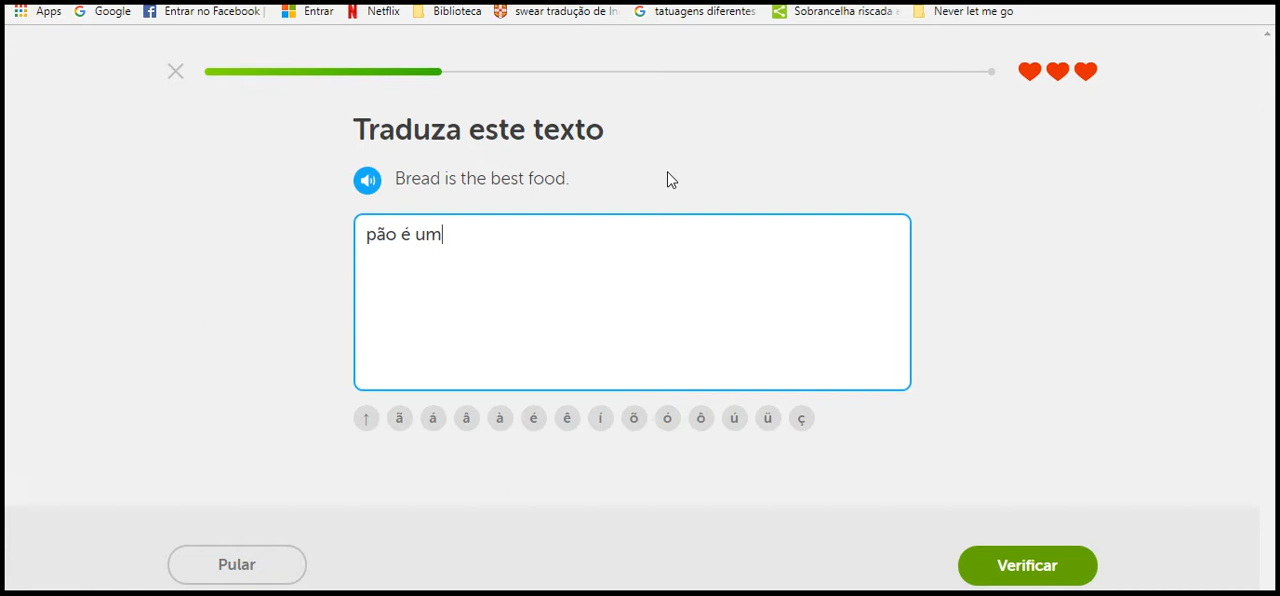 Apps Google Entrar no Facebook Entrar Netflix Biblioteca swear tradução de In tatuagens diferentes Sobrancelha riscada Never let me go
Traduza este texto
Bread is the best food.
pão é um
↑ ã á â à é ê í õ ó ô ú ü ç
Pular Verificar